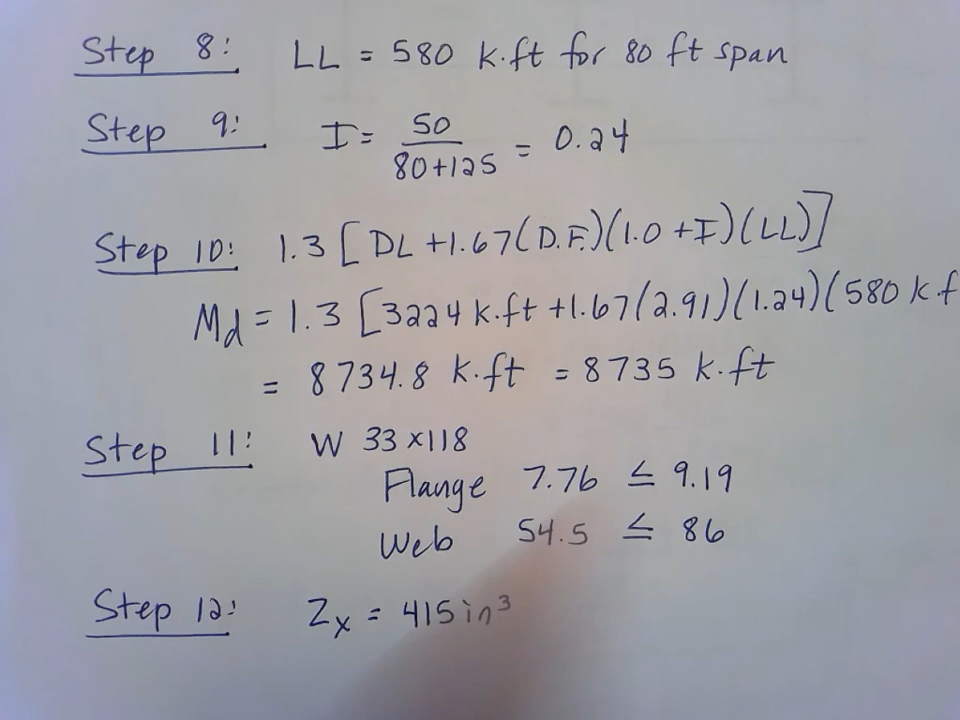 Step 8: LL = 580 k.ft for 80 ft span
Step 9: I = 50 / 80+125 = 0.24
Step 10: 1.3 [DL +1.67(D.F.)(1.0 +I)(LL)]
Md = 1.3 [3224 k.ft +1.67(2.91)(1.24)(580 k.f
= 8734.8 k.ft = 8735 k.ft
Step 11: W 33x118
Flange 7.76 ≤ 9.19
Web 54.5 ≤ 86
Step 12: Zx = 415in³